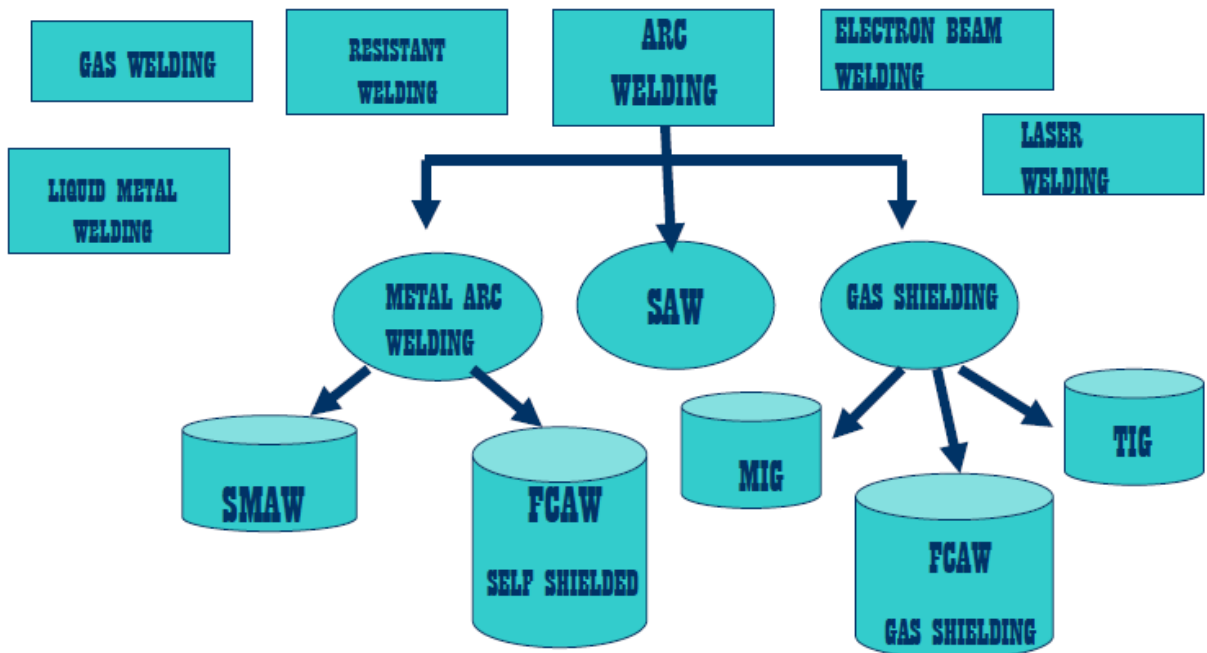 GAS WELDING
RESISTANT
WELDING
ARC
WELDING
ELECTRON BEAM
WELDING
LASER
WELDING
LIQUID METAL
WELDING
METAL ARC
WELDING
SAW
GAS SHIELDING
SMAW
FCAW
SELF SHIELDED
MIG
FCAW
GAS SHIELDING
TIG